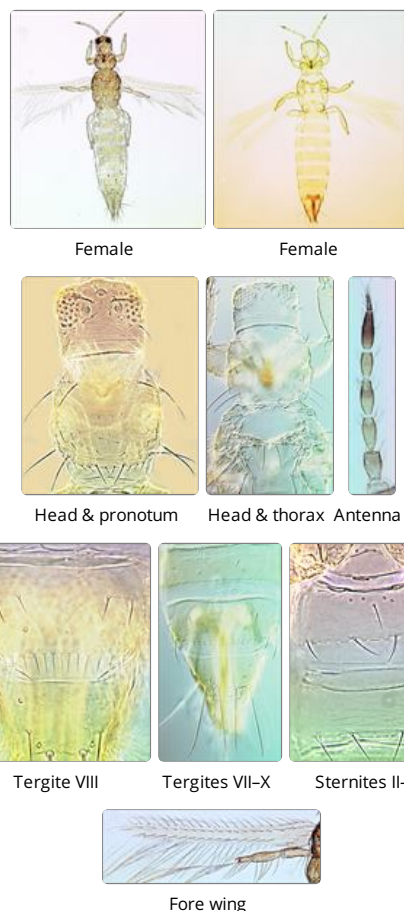 Female Female
Head & pronotum Head & thorax Antenna
Tergite VIII Tergites VII–X Sternites II-
Fore wing